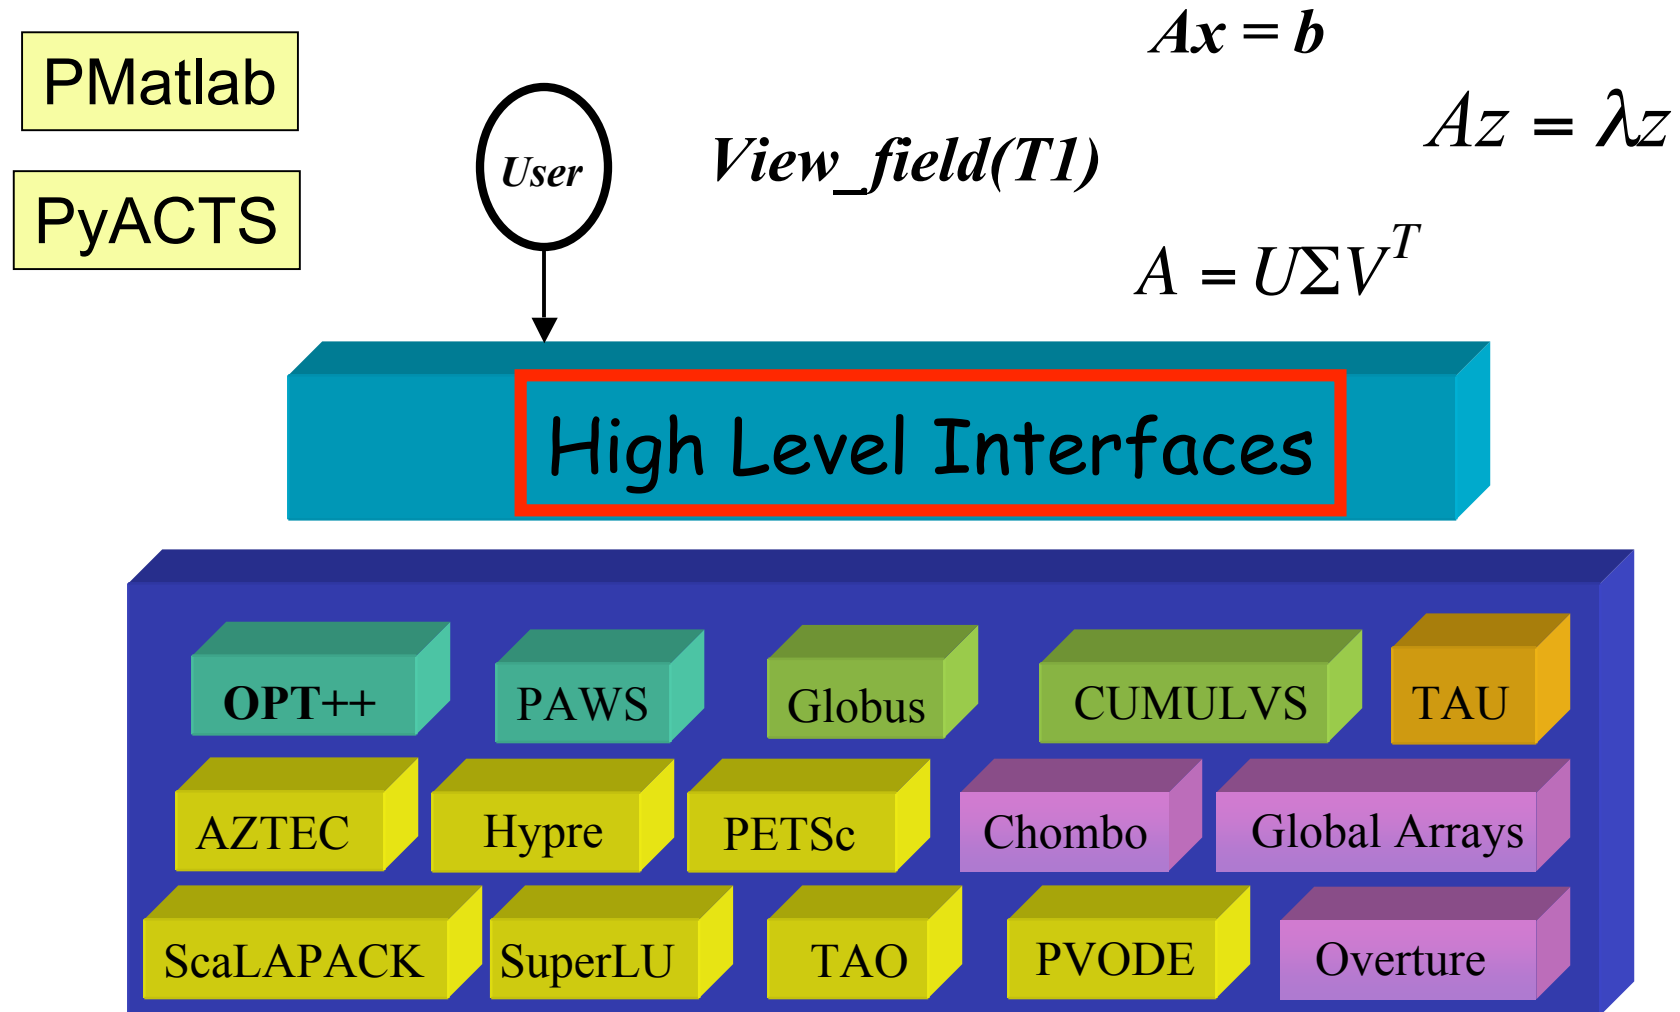 PMatlab
PyACTS
User
View_field(T1)
Ax = b
Az = λz
A = UΣV^T
High Level Interfaces
OPT++ PAWS Globus CUMULVS TAU
AZTEC Hypre PETSc Chombo Global Arrays
ScaLAPACK SuperLU TAO PVODE Overture